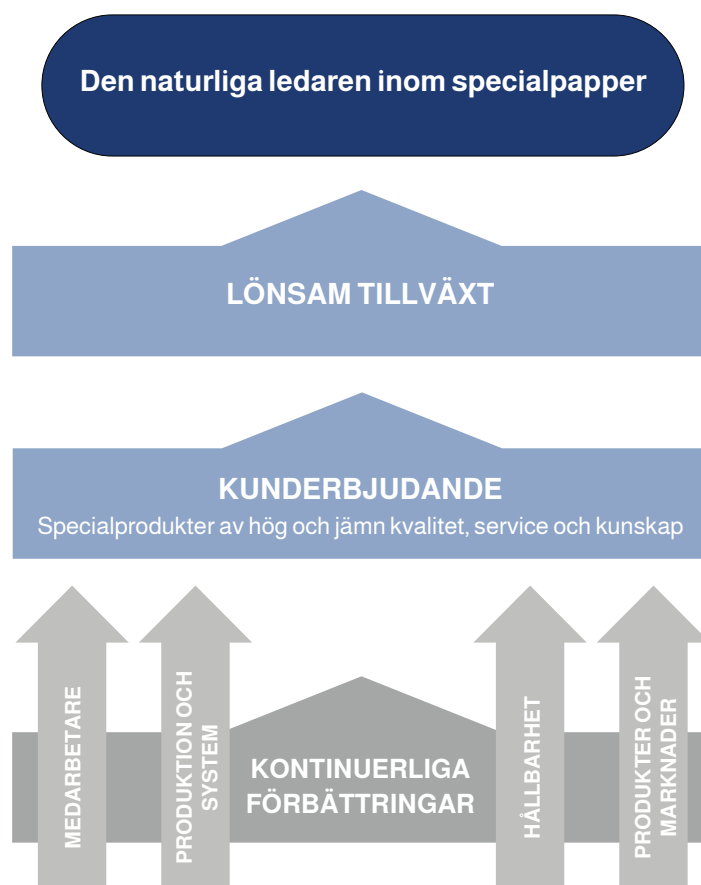 Den naturliga ledaren inom specialpapper
LÖNSAM TILLVÄXT
KUNDERBJUDANDE
Specialprodukter av hög och jämn kvalitet, service och kunskap
MEDARBETARE
PRODUKTION OCH
SYSTEM
KONTINUERLIGA
FÖRBÄTTRINGAR
HÅLLBARHET
PRODUKTER OCH
MARKNADER